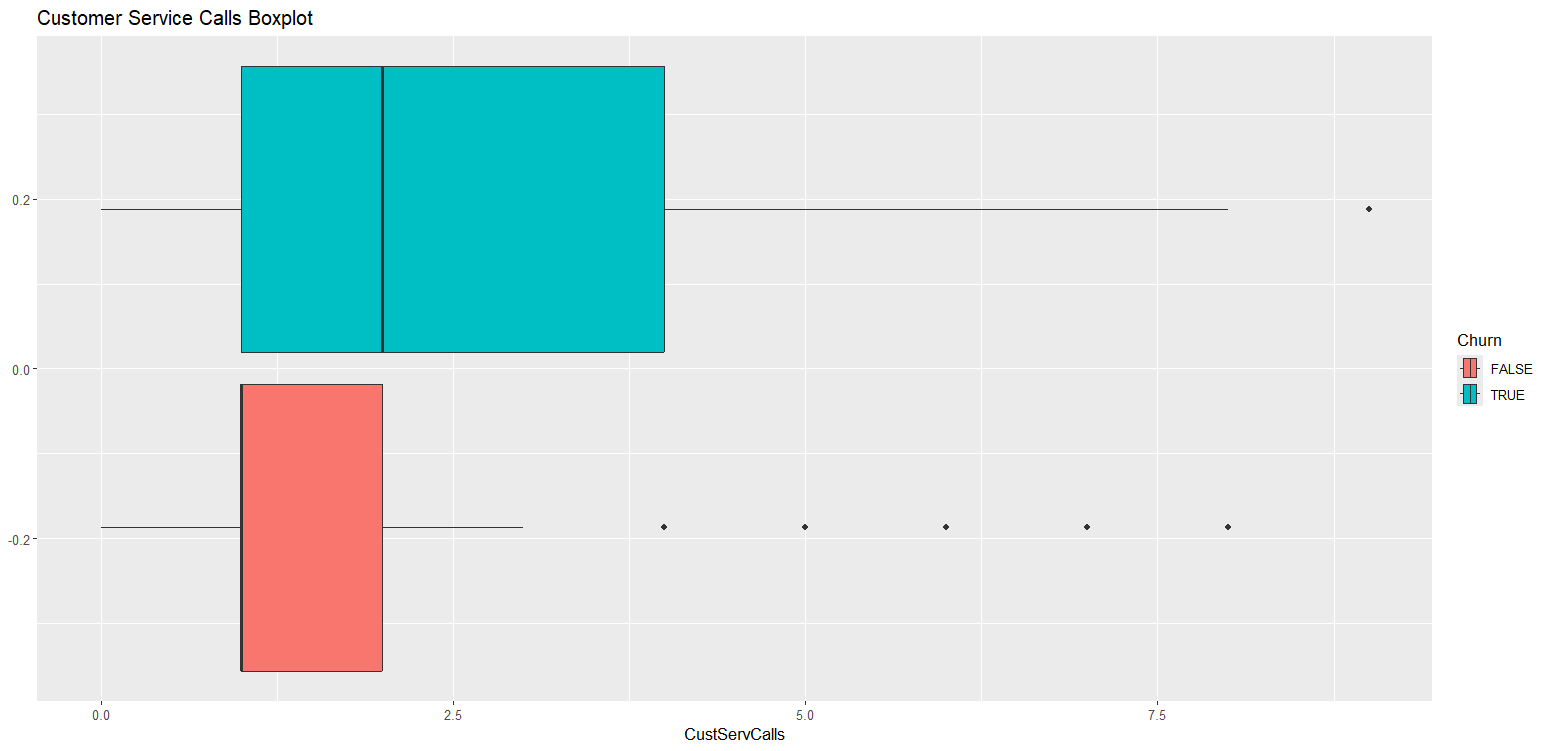 Customer Service Calls Boxplot
0.2
0.0
-0.2
0.0 2.5 5.0 7.5
CustServCalls
Churn
FALSE
TRUE